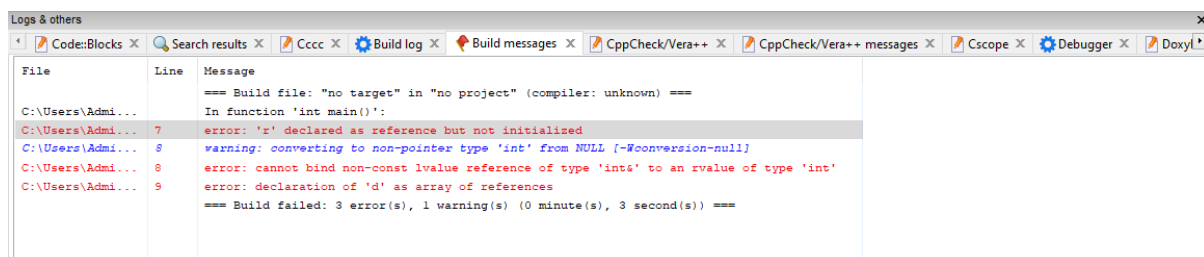 Logs & others
Code::Blocks Search results Cccc Build log Build messages CppCheck/Vera++ CppCheck/Vera++ messages Cscope Debugger Doxyl
File Line Message
=== Build file: "no target" in "no project" (compiler: unknown) ===
C:\Users\Admi... In function 'int main()':
C:\Users\Admi... 7 error: 'r' declared as reference but not initialized
C:\Users\Admi... 8 warning: converting to non-pointer type 'int' from NULL [-Wconversion-null]
C:\Users\Admi... 8 error: cannot bind non-const lvalue reference of type 'int&' to an rvalue of type 'int'
C:\Users\Admi... 9 error: declaration of 'd' as array of references
=== Build failed: 3 error(s), 1 warning(s) (0 minute(s), 3 second(s)) ===